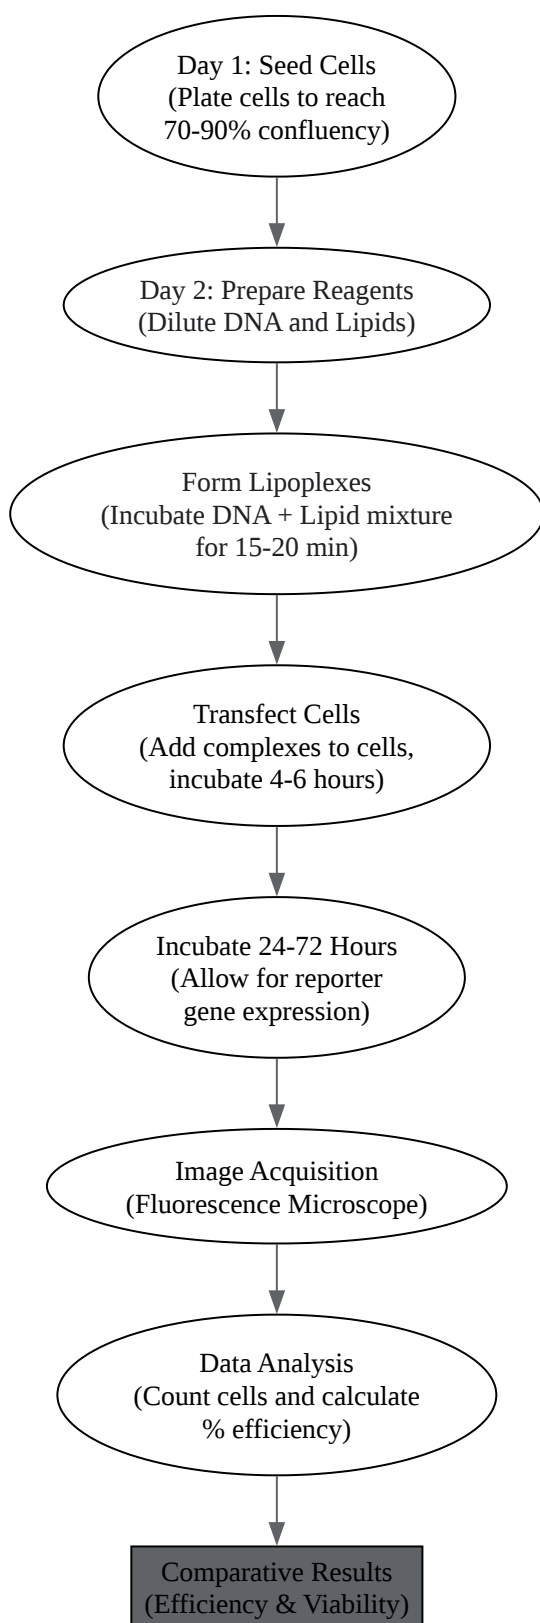 Day 1: Seed Cells
(Plate cells to reach
70-90% confluency)
Day 2: Prepare Reagents
(Dilute DNA and Lipids)
Form Lipoplexes
(Incubate DNA + Lipid mixture
for 15-20 min)
Transfect Cells
(Add complexes to cells,
incubate 4-6 hours)
Incubate 24-72 Hours
(Allow for reporter
gene expression)
Image Acquisition
(Fluorescence Microscope)
Data Analysis
(Count cells and calculate
% efficiency)
Comparative Results
(Efficiency & Viability)